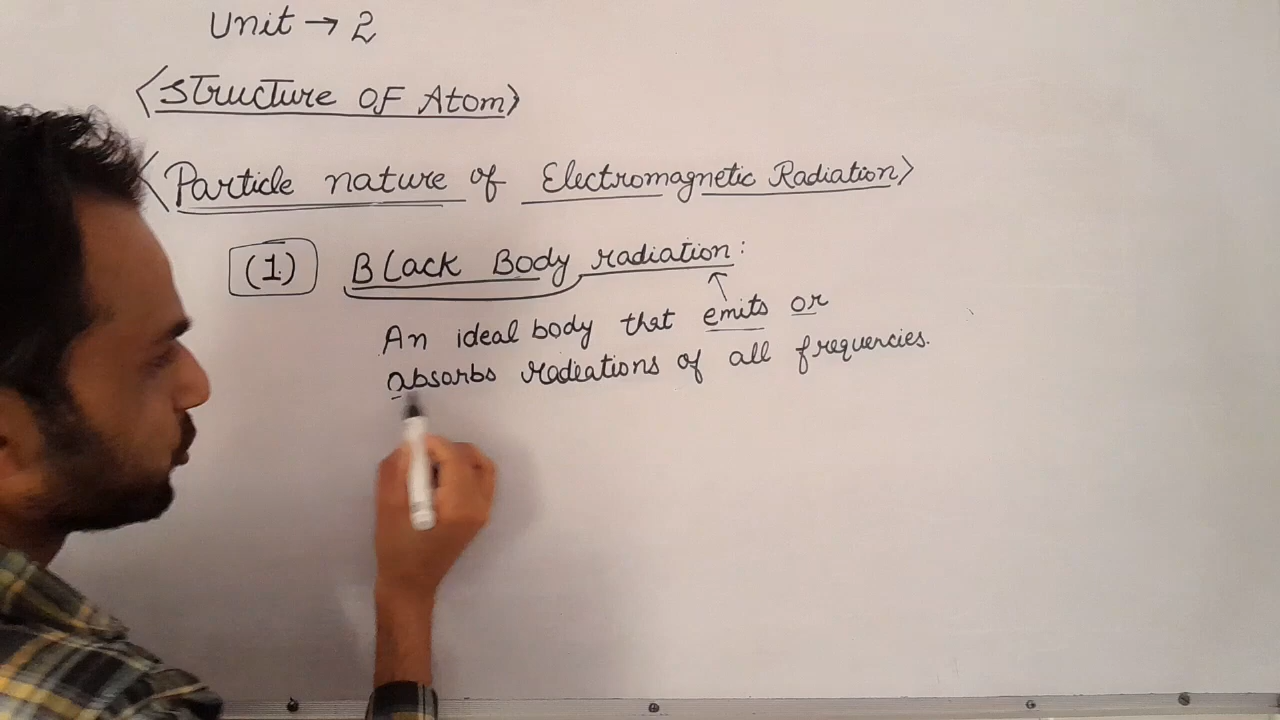 Unit → 2
<Structure OF Atom>
<Particle nature of Electromagnetic Radiation>
(1) Black Body radiation:
An ideal body that emits or
absorbs radeations of all frequencies.